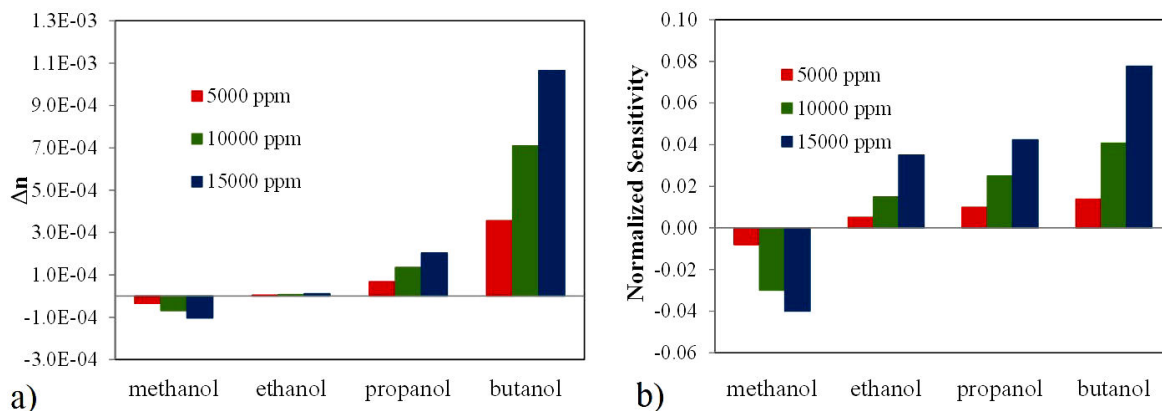 1.3E-03
1.1E-03
9.0E-04
7.0E-04
5.0E-04
3.0E-04
1.0E-04
-1.0E-04
-3.0E-04
Δn
5000 ppm
10000 ppm
15000 ppm
methanol ethanol propanol butanol
a)
0.10
0.08
0.06
0.04
0.02
0.00
-0.02
-0.04
-0.06
Normalized Sensitivity
5000 ppm
10000 ppm
15000 ppm
methanol ethanol propanol butanol
b)